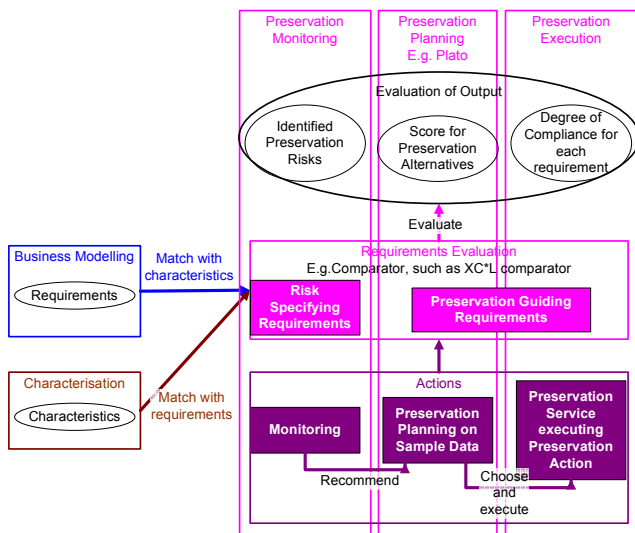 Preservation
Monitoring
Preservation
Planning
E.g. Plato
Preservation
Execution
Evaluation of Output
Identified
Preservation
Risks
Score for
Preservation
Alternatives
Degree of
Compliance for
each
requirement
Evaluate
Business Modelling
Requirements
Match with
characteristics
Requirements Evaluation
E.g.Comparator, such as XC*L comparator
Risk
Specifying
Requirements
Preservation Guiding
Requirements
Characterisation
Characteristics
Match with
requirements
Actions
Monitoring
Preservation
Planning on
Sample Data
Preservation
Service
executing
Preservation
Action
Recommend
Choose
and
execute